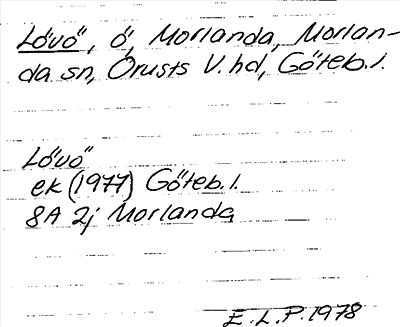 Lövö, ö, Morlanda, Morlan-
da sn, Orusts V. hd, Göteb. l.
Lövö
ek (1977) Göteb. l.
8A 2j Morlanda
E.L.P. 1978